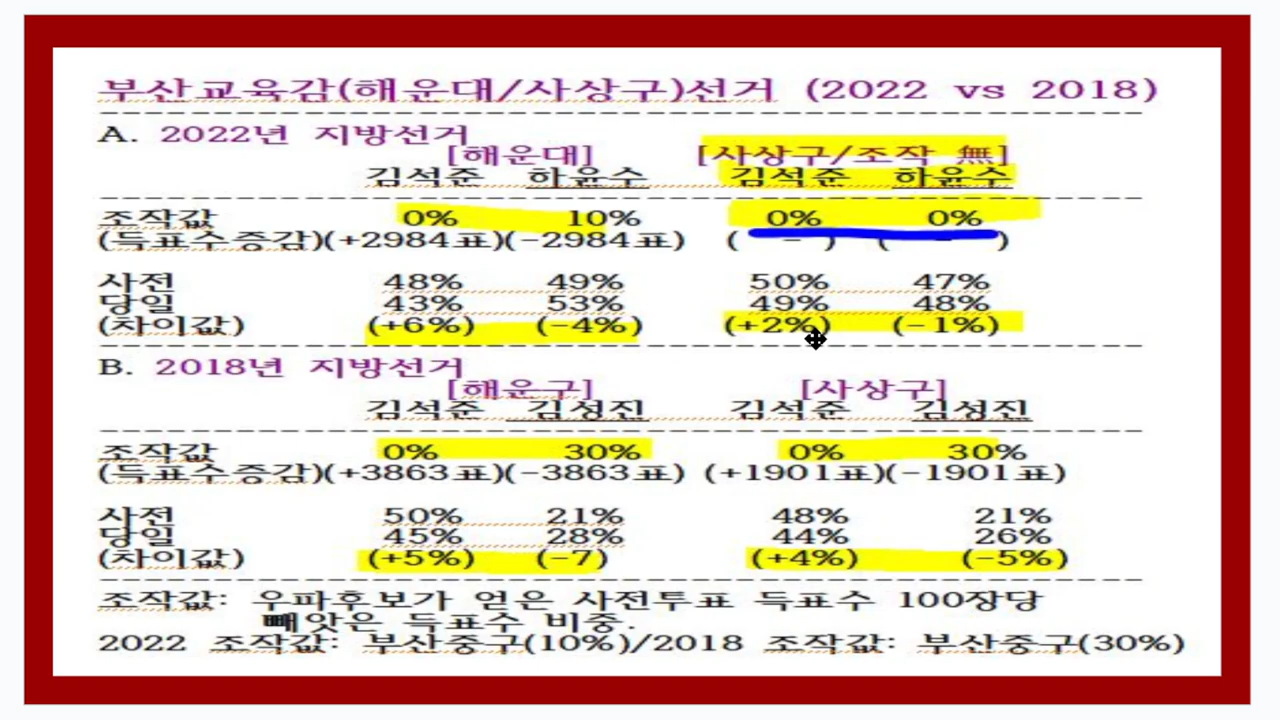 부산교육감(해운대/사상구)선거 (2022 vs 2018)
A. 2022년 지방선거
[해운대] [사상구/조작 無]
김석준 하윤수 김석준 하윤수
조작값 0% 10% 0% 0%
(득표수증감)(+2984표)(-2984표) ( - ) ( - )
사전 48% 49% 50% 47%
당일 43% 53% 49% 48%
(차이값) (+6%) (-4%) (+2%) (-1%)
B. 2018년 지방선거
[해운구] [사상구]
김석준 김성진 김석준 김성진
조작값 0% 30% 0% 30%
(득표수증감)(+3863표)(-3863표) (+1901표)(-1901표)
사전 50% 21% 48% 21%
당일 45% 28% 44% 26%
(차이값) (+5%) (-7) (+4%) (-5%)
조작값: 우파후보가 얻은 사전투표 득표수 100장당
빼앗은 득표수 비중.
2022 조작값: 부산중구(10%)/2018 조작값: 부산중구(30%)